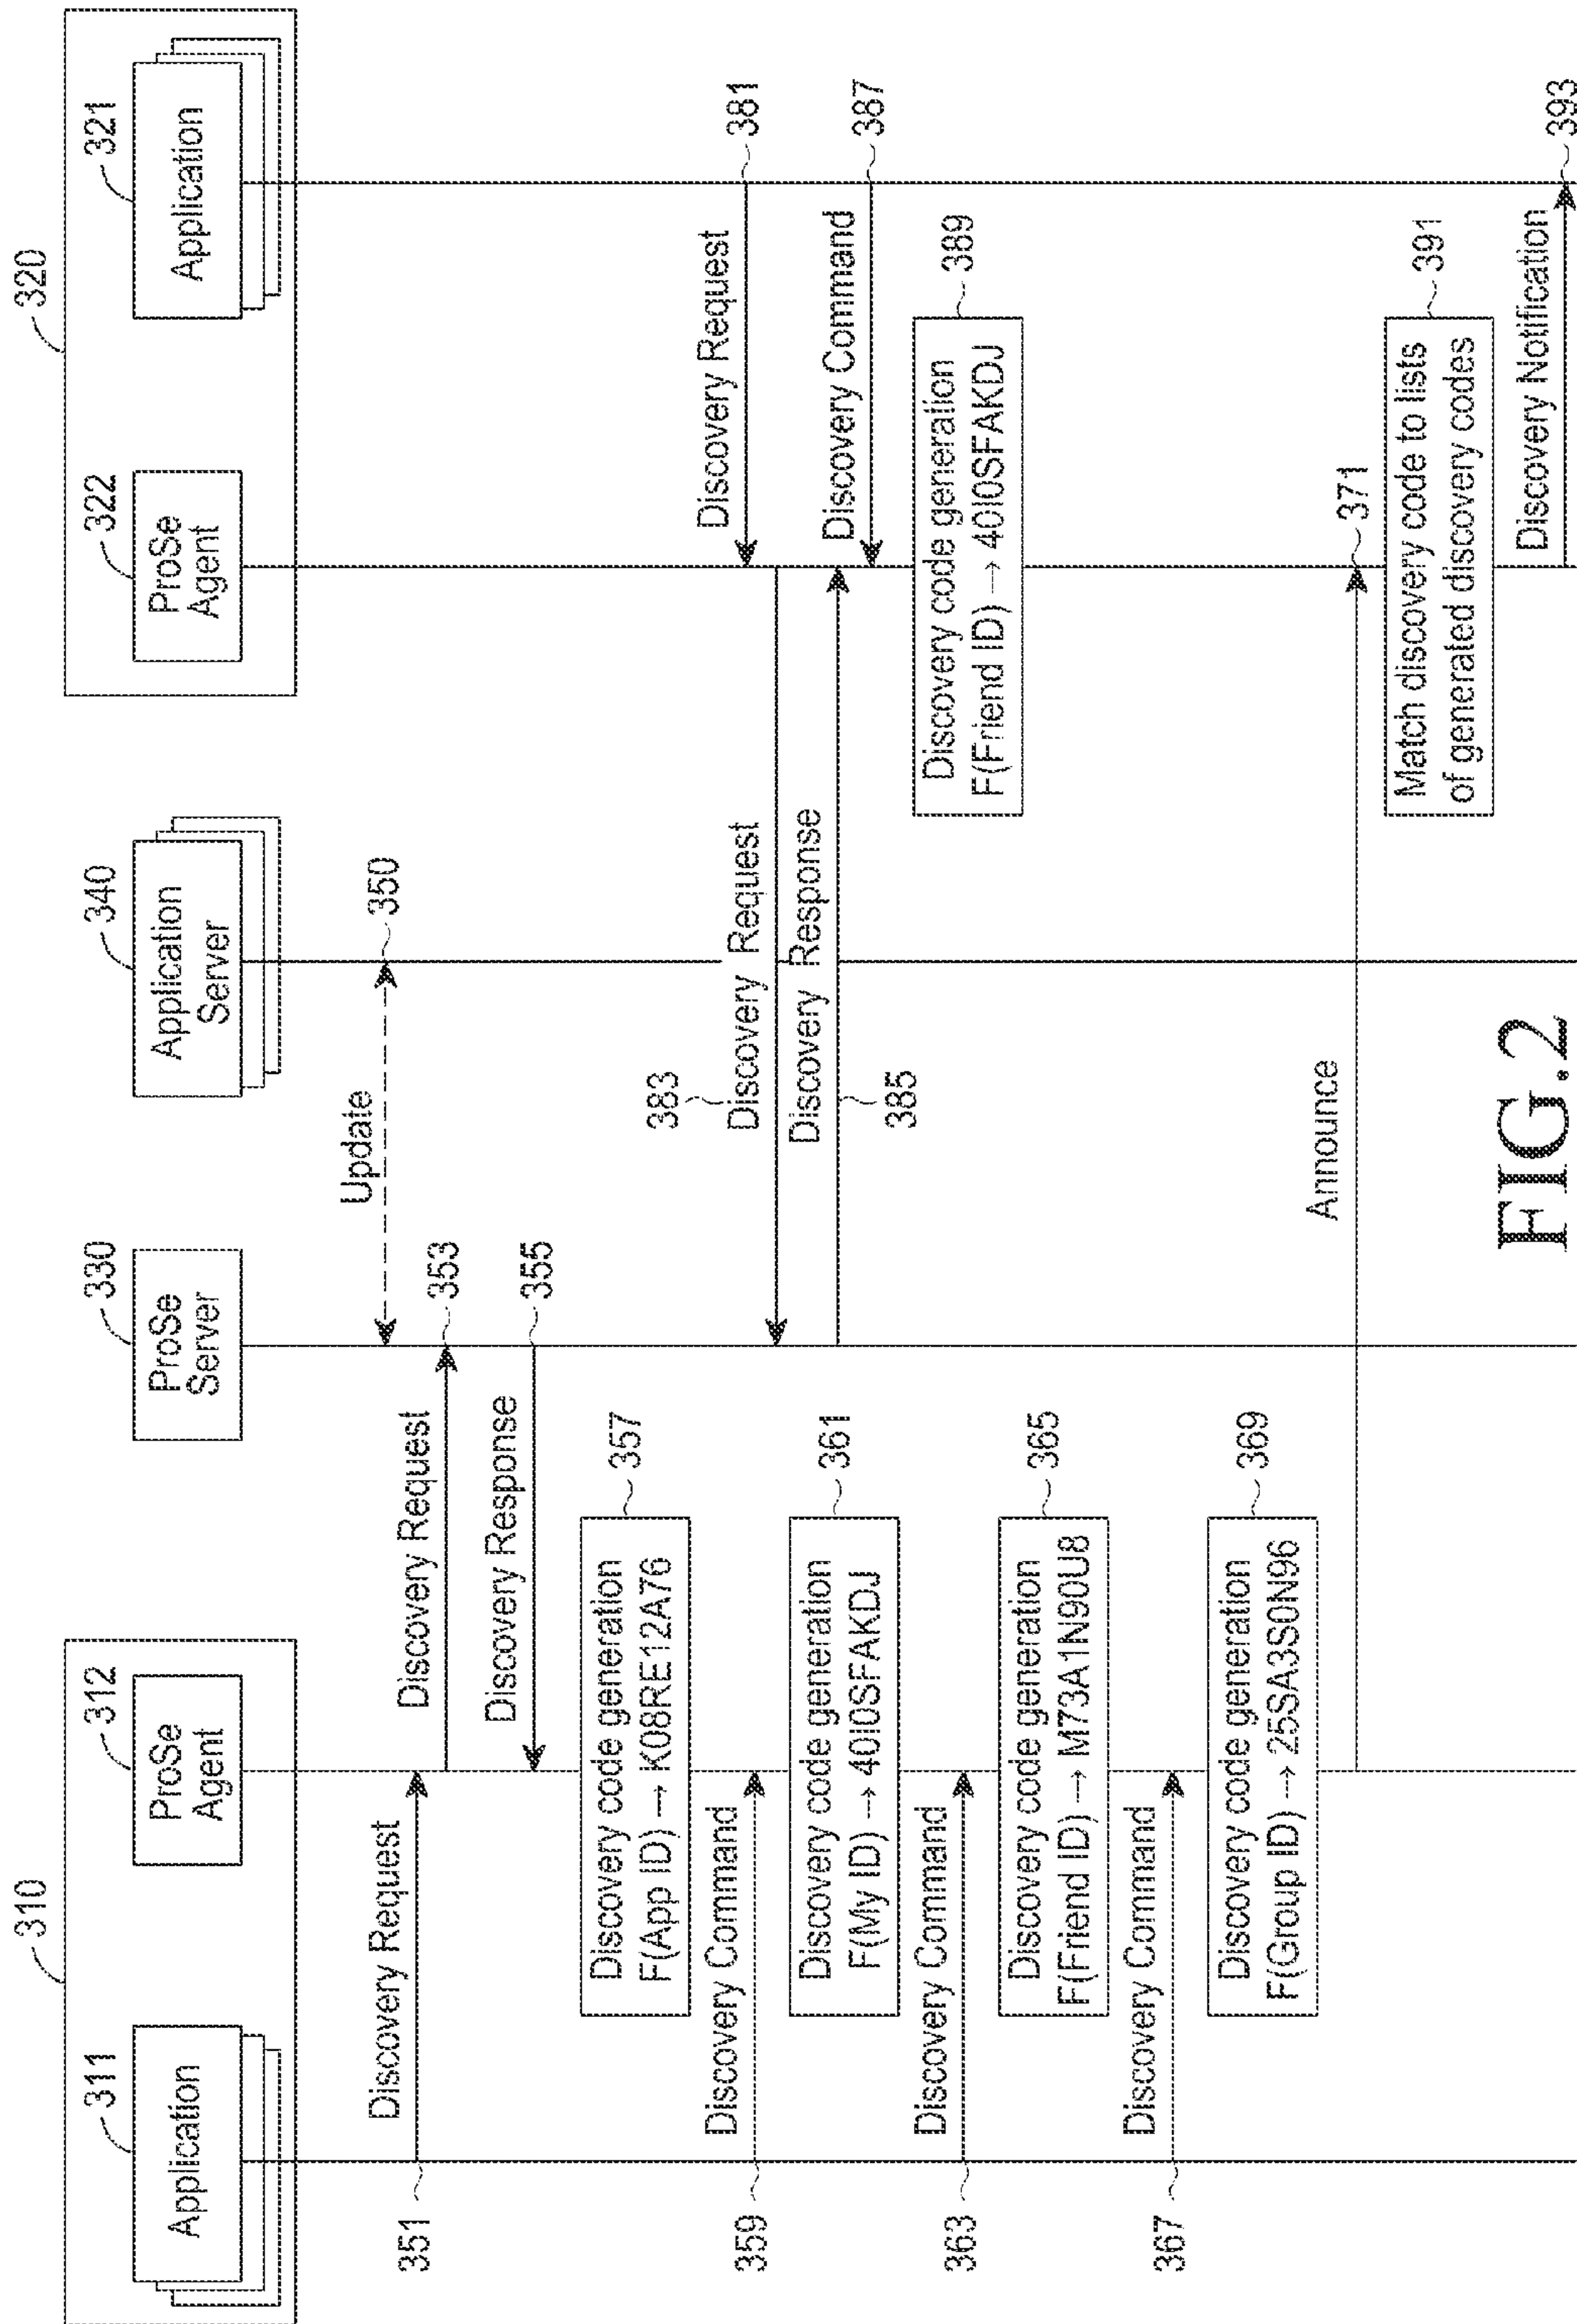 310
320
311
312
330
340
322
321
Application
ProSe
Agent
ProSe
Server
Application
Server
ProSe
Agent
Application
Update
350
351
Discovery Request
Discovery Request
353
Discovery Response
355
Discovery code generation
F(App ID) → K08RE12A76
357
Discovery Request
381
359
Discovery Command
383
Discovery Request
Discovery Response
385
Discovery code generation
F(My ID) → 40I0SFAKDJ
361
Discovery Command
387
363
Discovery Command
Discovery code generation
F(Friend ID) → 40I0SFAKDJ
389
Discovery code generation
F(Friend ID) → M73A1N90U8
365
367
Discovery Command
Discovery code generation
F(Group ID) → 25SA3S0N96
369
Announce
371
Match discovery code to lists
of generated discovery codes
391
Discovery Notification
393
FIG.2